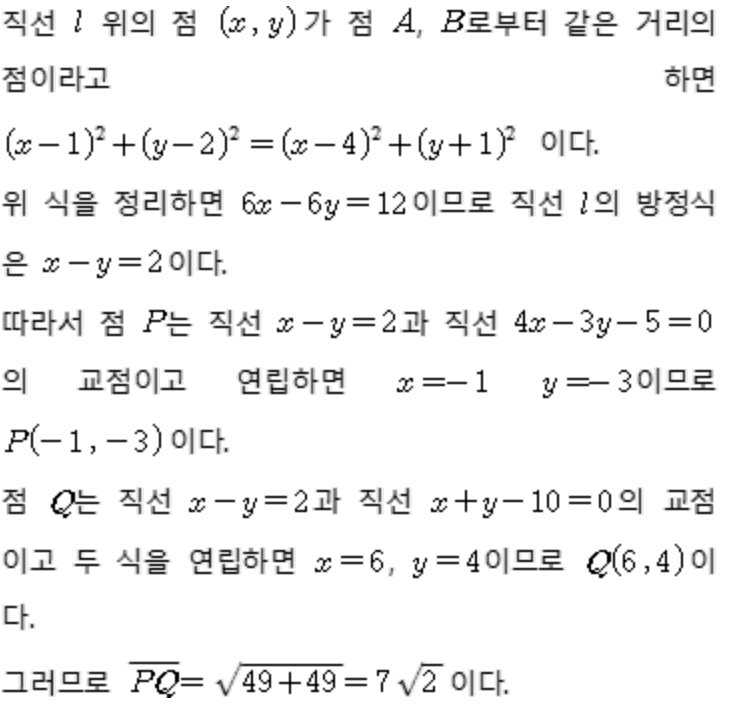 직선 l 위의 점 (x, y)가 점 A, B로부터 같은 거리의
점이라고 하면
(x-1)²+(y-2)²=(x-4)²+(y+1)² 이다.
위 식을 정리하면 6x-6y=12이므로 직선 l의 방정식
은 x-y=2이다.
따라서 점 P는 직선 x-y=2과 직선 4x-3y-5=0
의 교점이고 연립하면 x=-1 y=-3이므로
P(-1, -3)이다.
점 Q는 직선 x-y=2과 직선 x+y-10=0의 교점
이고 두 식을 연립하면 x=6, y=4이므로 Q(6,4)이
다.
그러므로 P̅Q̅=√(49+49)=7√2 이다.